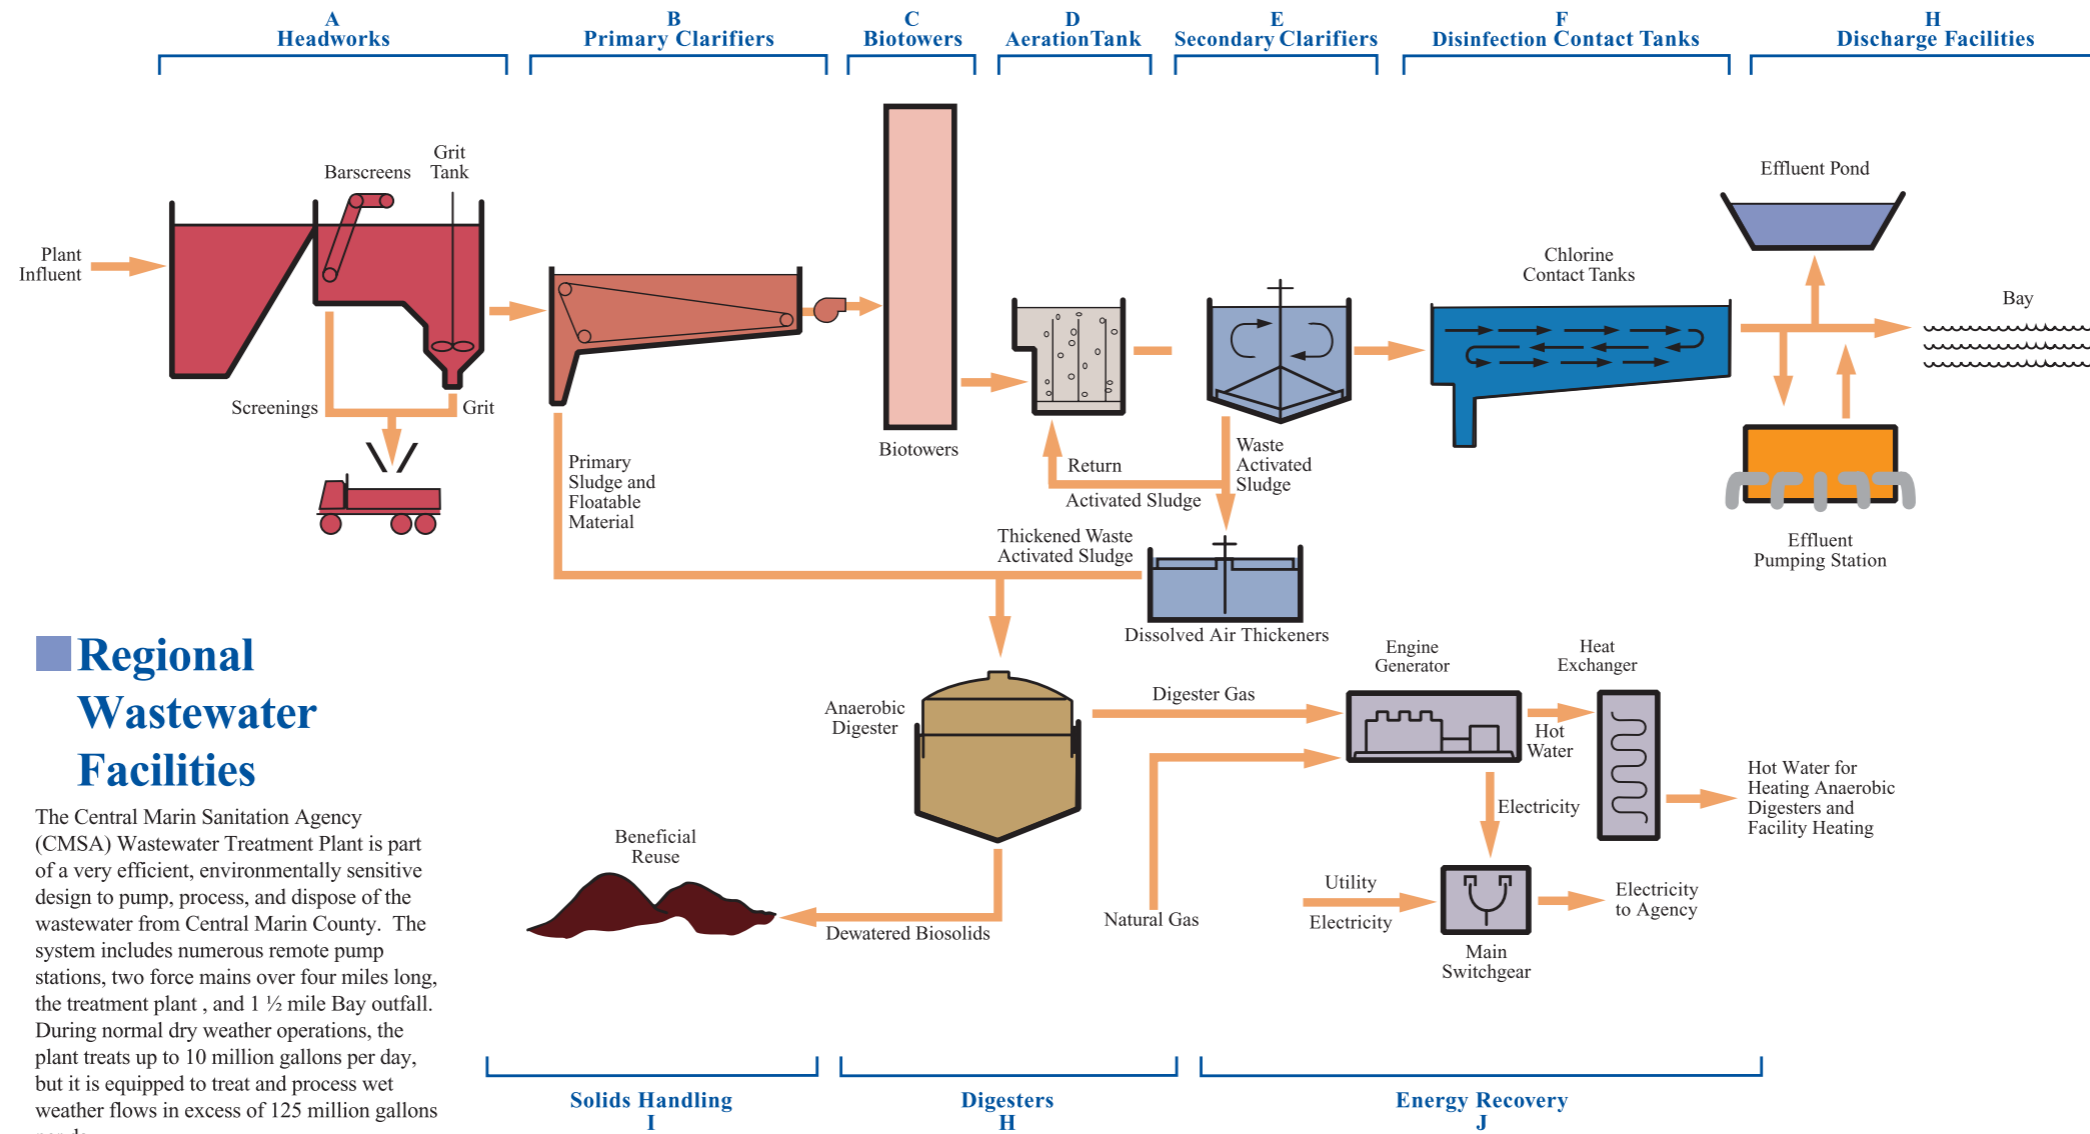 A
Headworks
B
Primary Clarifiers
C
Biotowers
D
AerationTank
E
Secondary Clarifiers
F
Disinfection Contact Tanks
H
Discharge Facilities
Plant
Influent
Barscreens
Grit
Tank
Screenings
Grit
Primary
Sludge and
Floatable
Material
Biotowers
Return
Activated Sludge
Waste
Activated
Sludge
Thickened Waste
Activated Sludge
Dissolved Air Thickeners
Chlorine
Contact Tanks
Effluent Pond
Bay
Effluent
Pumping Station
Anaerobic
Digester
Digester Gas
Engine
Generator
Heat
Exchanger
Hot
Water
Hot Water for
Heating Anaerobic
Digesters and
Facility Heating
Electricity
Natural Gas
Utility
Electricity
Main
Switchgear
Electricity
to Agency
Beneficial
Reuse
Dewatered Biosolids
Regional
Wastewater
Facilities
The Central Marin Sanitation Agency
(CMSA) Wastewater Treatment Plant is part
of a very efficient, environmentally sensitive
design to pump, process, and dispose of the
wastewater from Central Marin County.  The
system includes numerous remote pump
stations, two force mains over four miles long,
the treatment plant , and 1 ½ mile Bay outfall.
During normal dry weather operations, the
plant treats up to 10 million gallons per day,
but it is equipped to treat and process wet
weather flows in excess of 125 million gallons
Solids Handling
I
Digesters
H
Energy Recovery
J